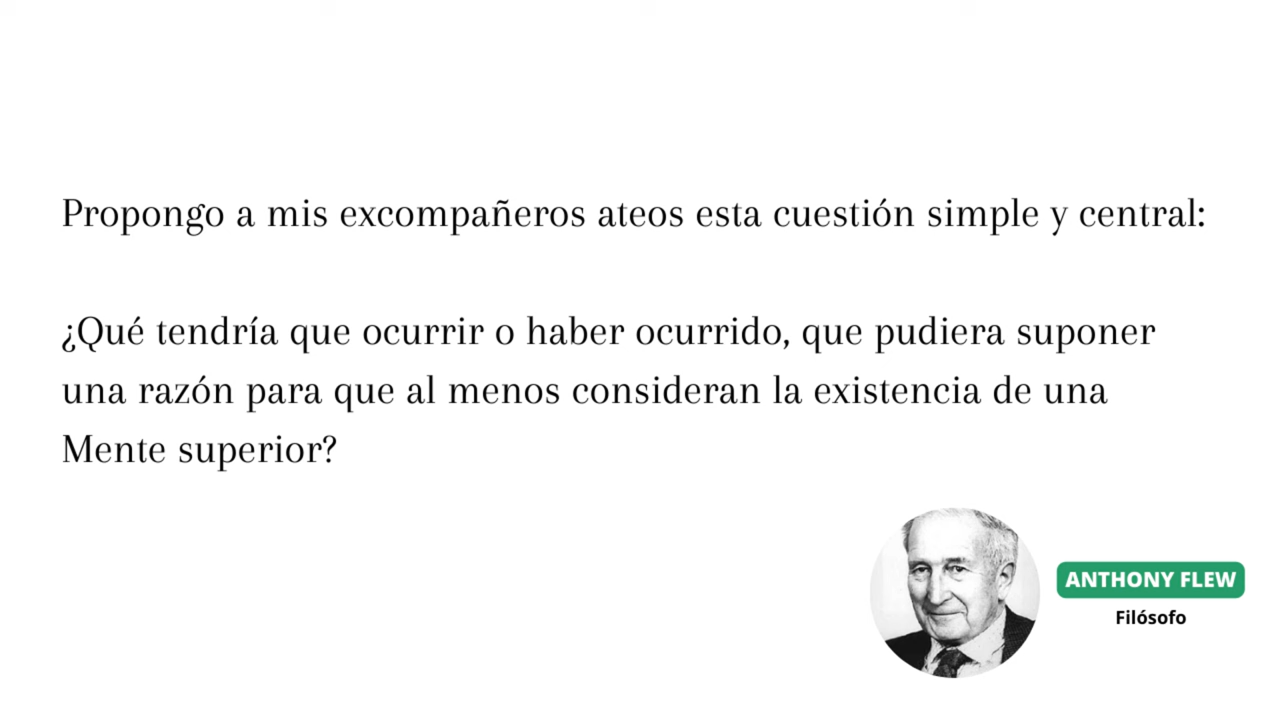 Propongo a mis excompañeros ateos esta cuestión simple y central:
¿Qué tendría que ocurrir o haber ocurrido, que pudiera suponer
una razón para que al menos consideran la existencia de una
Mente superior?
ANTHONY FLEW
Filósofo